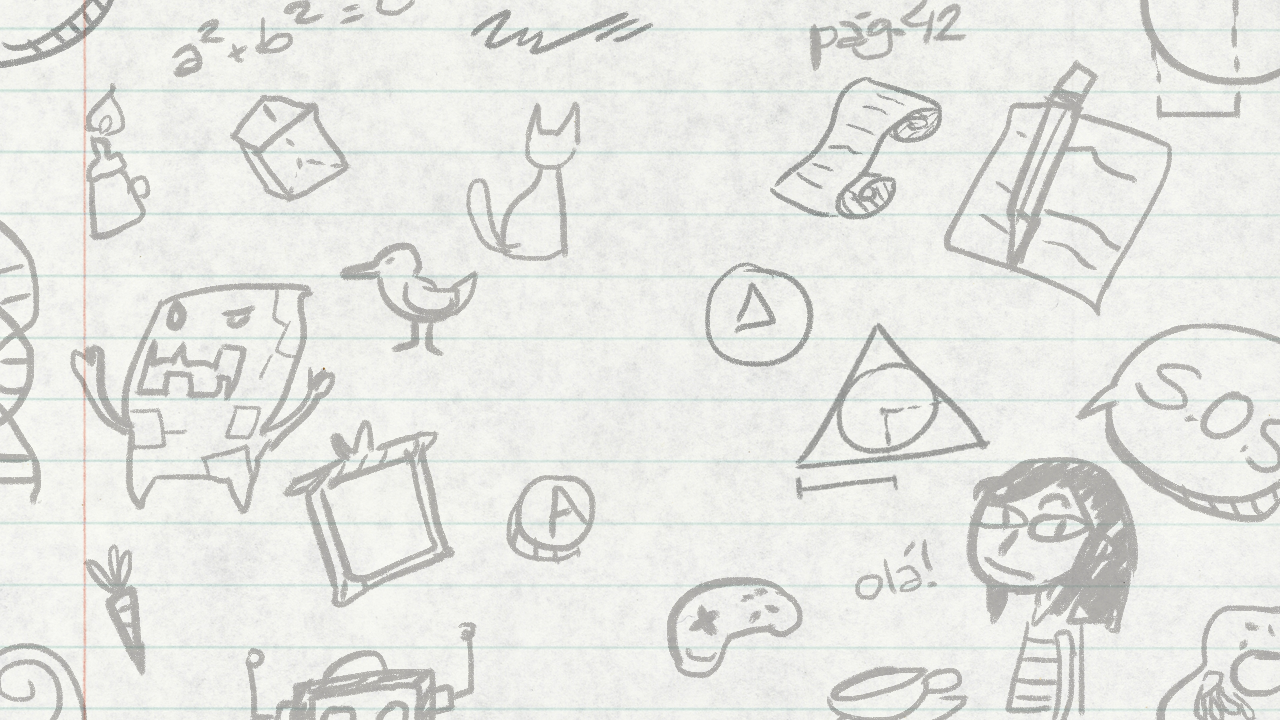 a² + b² =
pág. 42
S.O.S
A
olá!